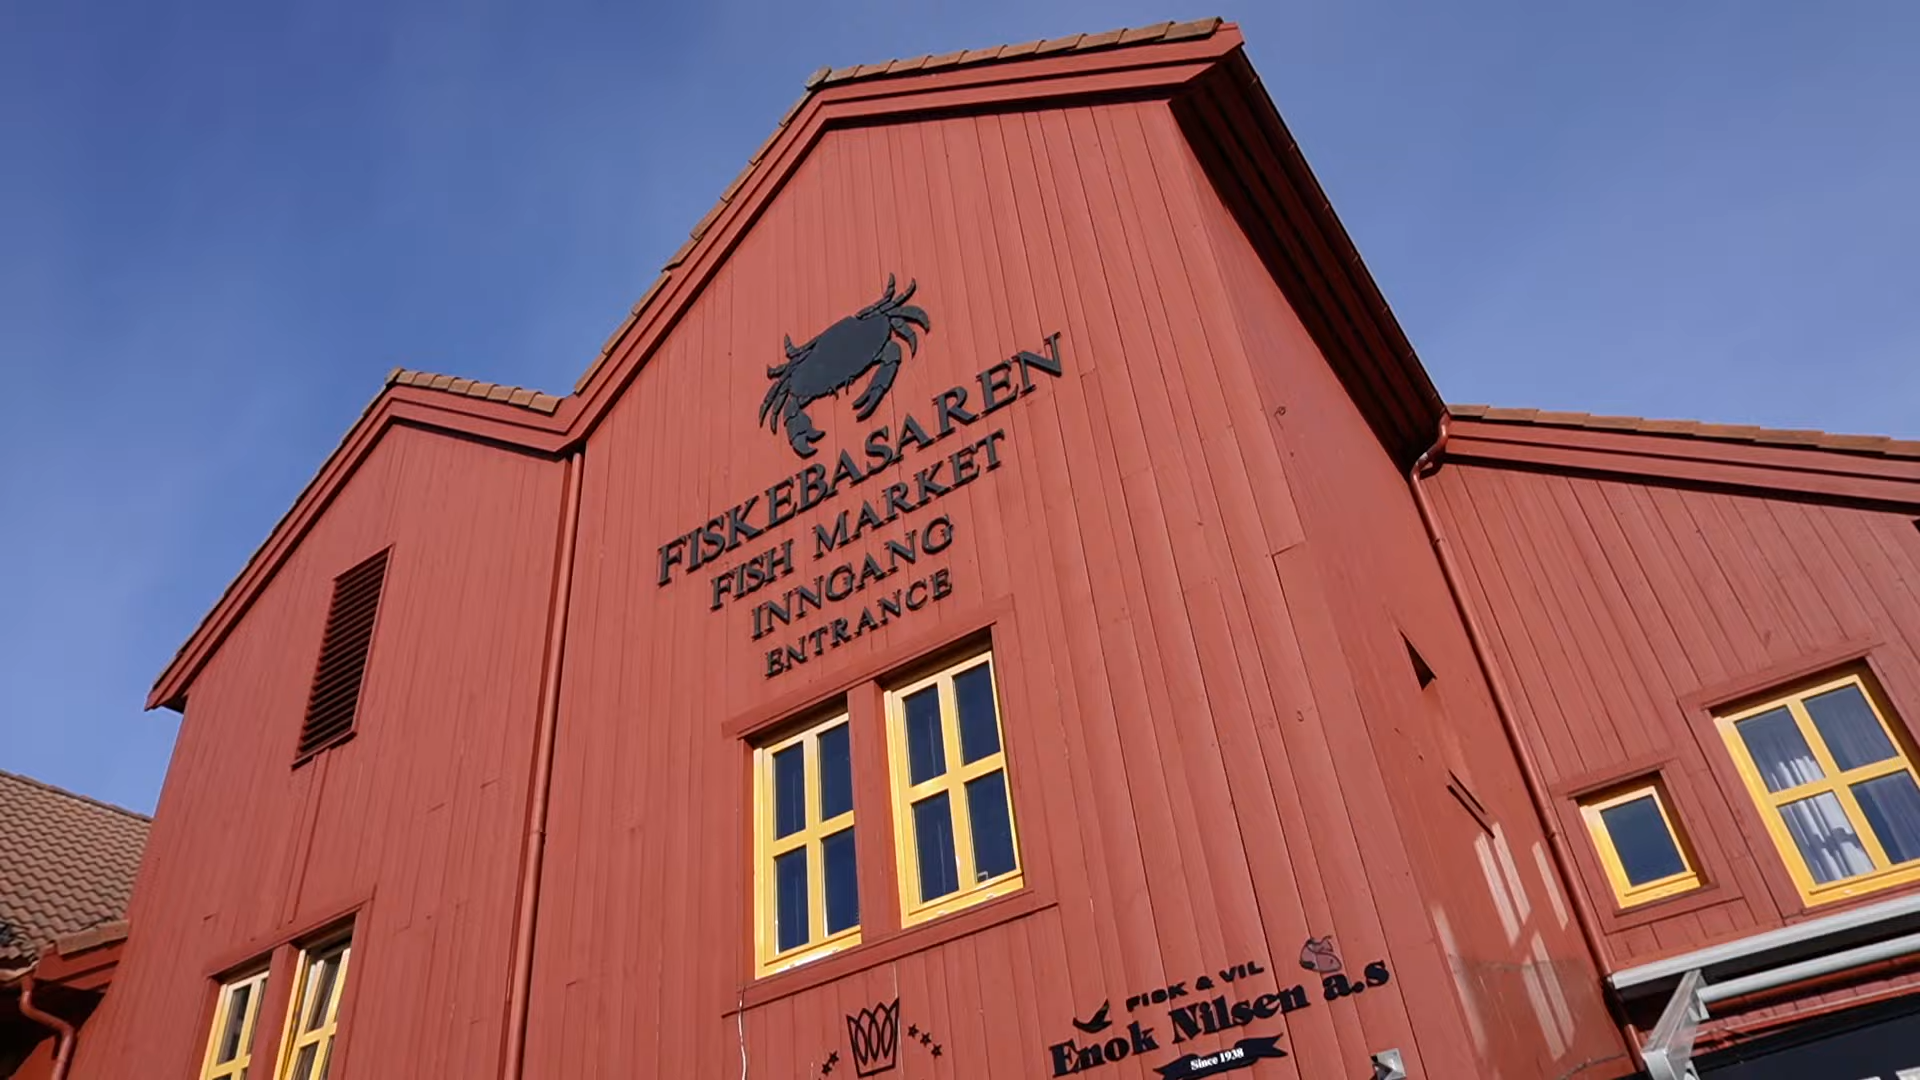 FISKEBASAREN
FISH MARKET
INNGANG
ENTRANCE
FISK & VIL
Enok Nilsen a.s
Since 1938